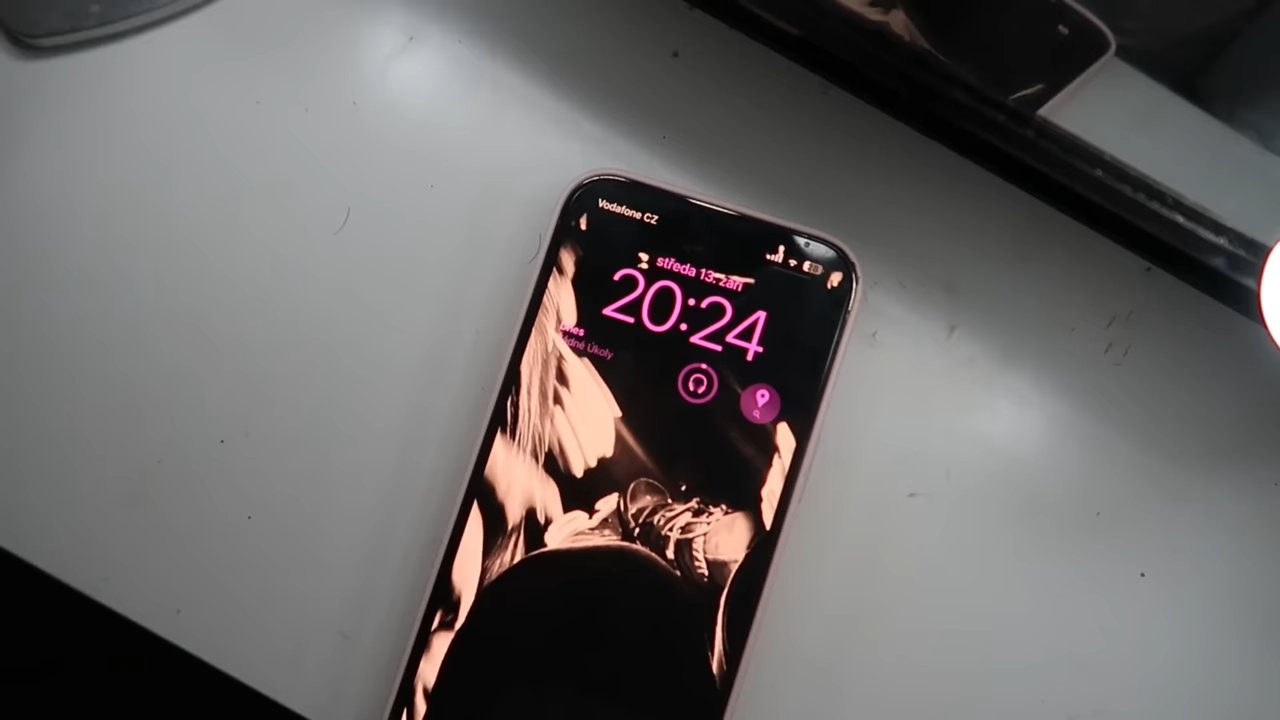 Vodafone CZ
středa 13. září
20:24
Dnes
Žádné Úkoly